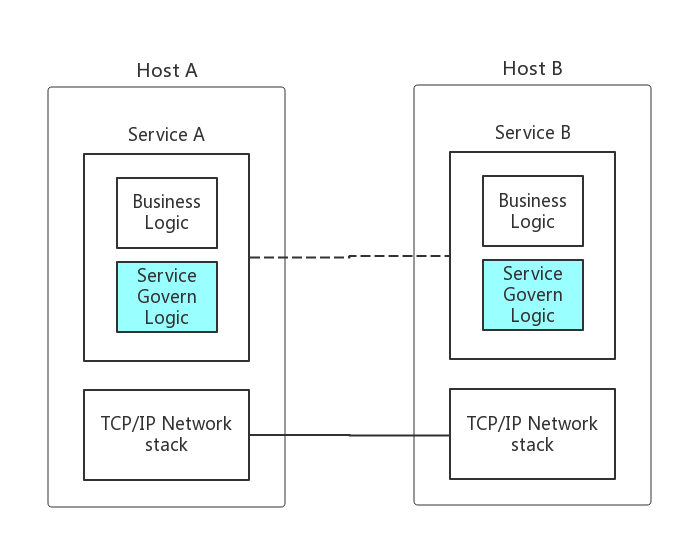 Host A
Host B
Service A
Service B
Business
Logic
Business
Logic
Service
Govern
Logic
Service
Govern
Logic
TCP/IP Network
stack
TCP/IP Network
stack